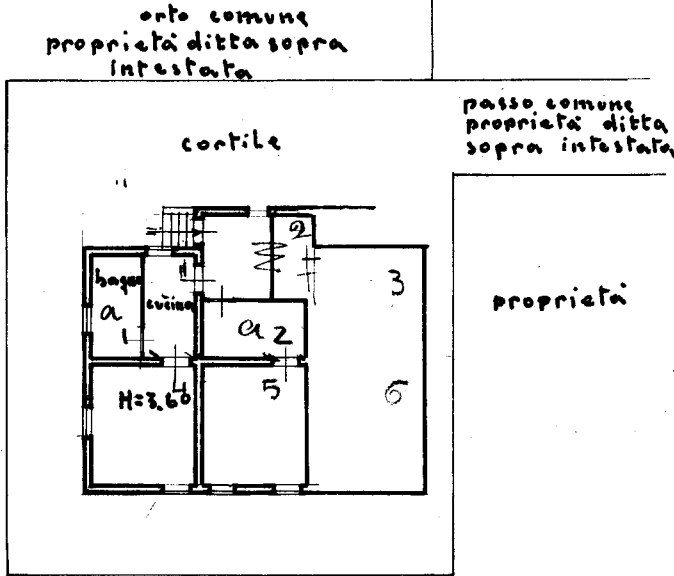 orto comune
proprietà ditta sopra
intestata
passo comune
proprietà ditta
sopra intestata
cortile
2
bagno
cucina
3
proprietà
a
1
a 2
4
H=3.60
5
6